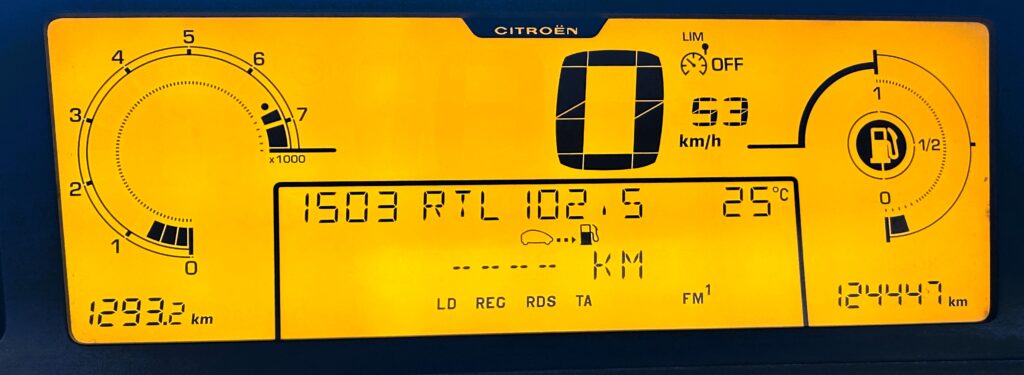 CITROËN
5
4
6
3
7
x1000
2
1
0
LIM
OFF
0
53
km/h
1
1/2
0
1503 RTL 102.5 25°C
---- KM
LD REG RDS TA FM1
1293.2 km
124447 km